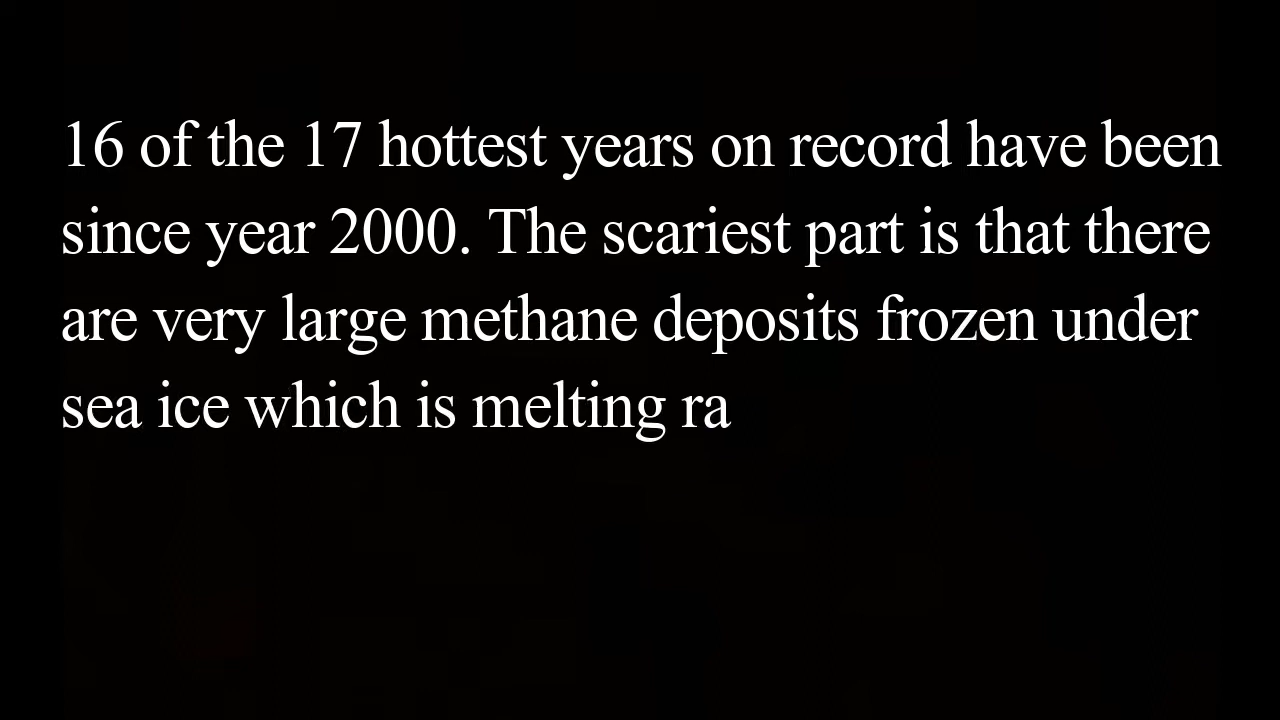 16 of the 17 hottest years on record have been
since year 2000. The scariest part is that there
are very large methane deposits frozen under
sea ice which is melting ra